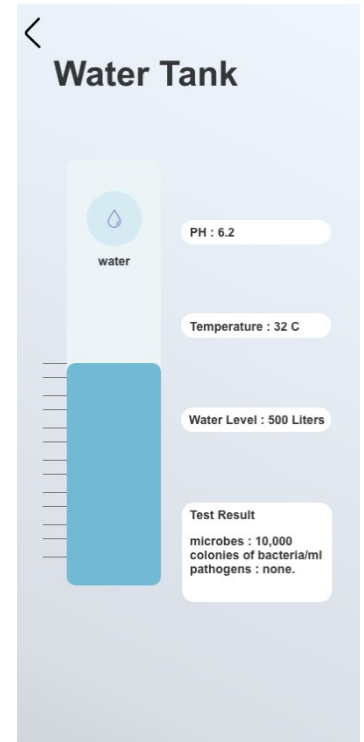 Water Tank
water
PH : 6.2
Temperature : 32 C
Water Level : 500 Liters
Test Result
microbes : 10,000
colonies of bacteria/ml
pathogens : none.